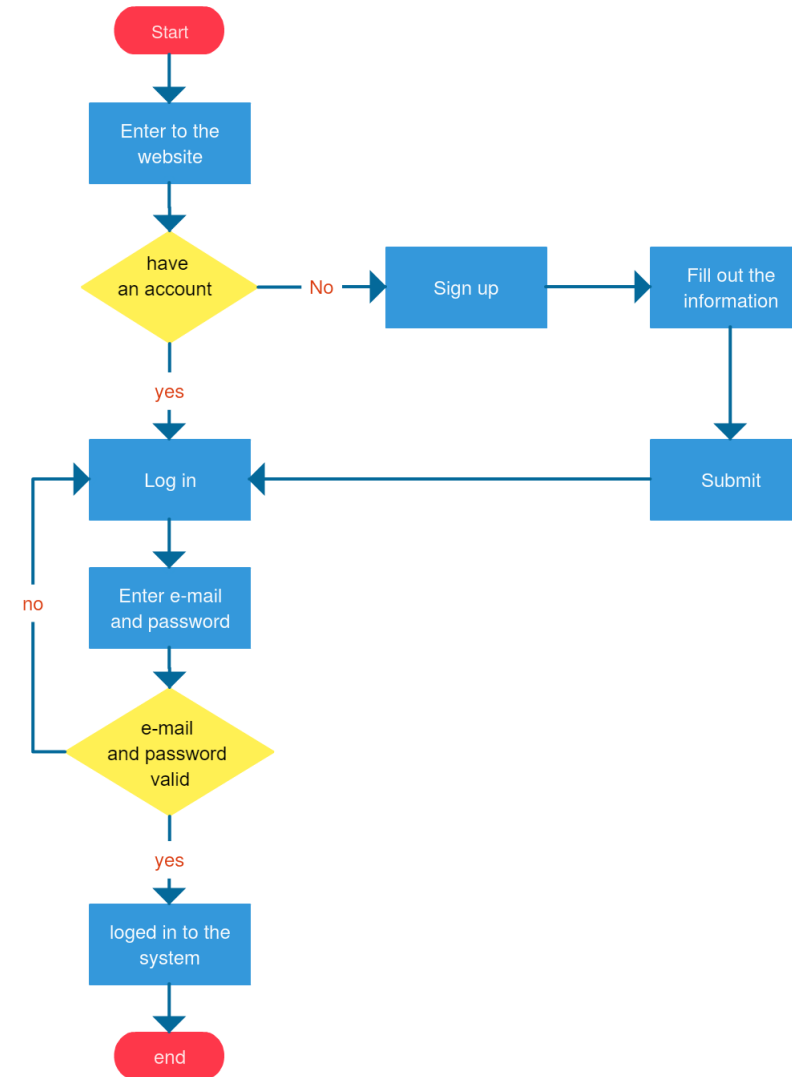 Start
Enter to the
website
have
an account
No
Sign up
Fill out the
information
yes
Log in
Submit
Enter e-mail
and password
no
e-mail
and password
valid
yes
loged in to the
system
end